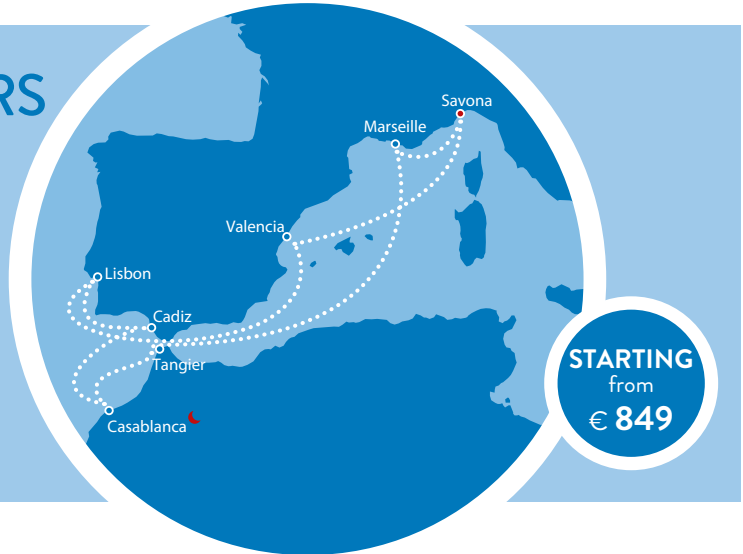 RS
Savona
Marseille
Valencia
Lisbon
Cadiz
Tangier
Casablanca
STARTING
from
€ 849